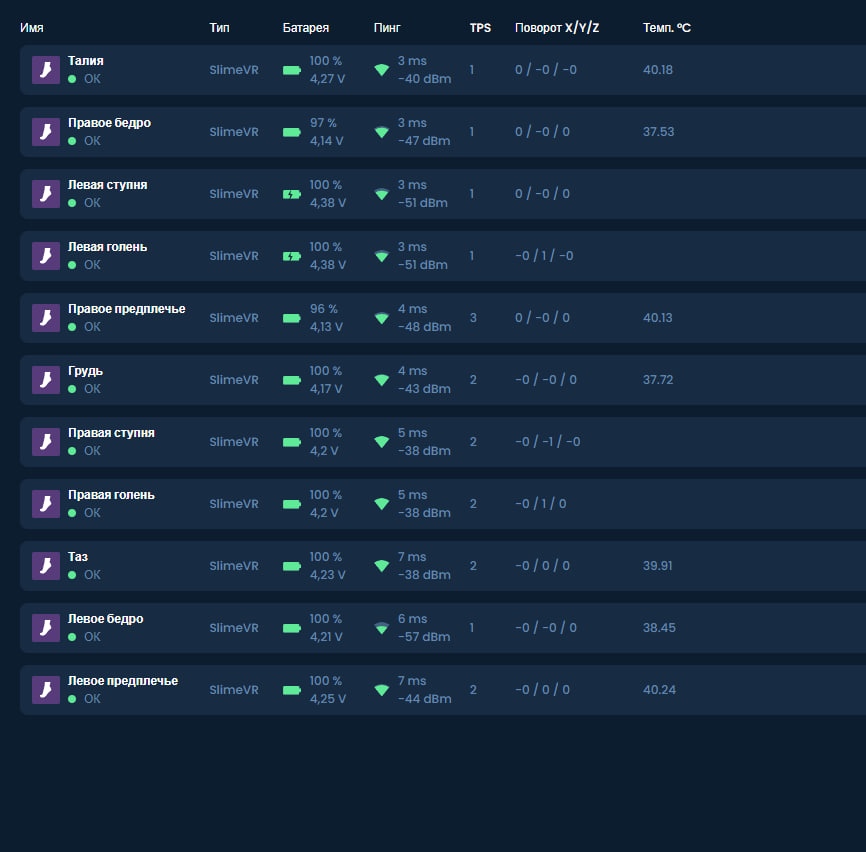 Имя Тип Батарея Пинг TPS Поворот X/Y/Z Темп. °C
Талия SlimeVR 100 % 3 ms 1 0 / -0 / -0 40.18
OK 4,27 V -40 dBm
Правое бедро SlimeVR 97 % 3 ms 1 0 / -0 / 0 37.53
OK 4,14 V -47 dBm
Левая ступня SlimeVR 100 % 3 ms 1 0 / -0 / 0
OK 4,38 V -51 dBm
Левая голень SlimeVR 100 % 3 ms 1 -0 / 1 / -0
OK 4,38 V -51 dBm
Правое предплечье SlimeVR 96 % 4 ms 3 0 / -0 / 0 40.13
OK 4,13 V -48 dBm
Грудь SlimeVR 100 % 4 ms 2 -0 / -0 / 0 37.72
OK 4,17 V -43 dBm
Правая ступня SlimeVR 100 % 5 ms 2 -0 / -1 / -0
OK 4,2 V -38 dBm
Правая голень SlimeVR 100 % 5 ms 2 -0 / 1 / 0
OK 4,2 V -38 dBm
Таз SlimeVR 100 % 7 ms 2 -0 / 0 / 0 39.91
OK 4,23 V -38 dBm
Левое бедро SlimeVR 100 % 6 ms 1 -0 / -0 / 0 38.45
OK 4,21 V -57 dBm
Левое предплечье SlimeVR 100 % 7 ms 2 -0 / 0 / 0 40.24
OK 4,25 V -44 dBm